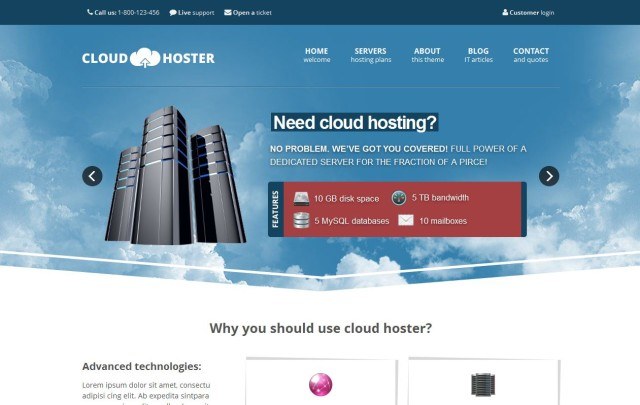 Call us: 1-800-123-456
Live support
Open a ticket
Customer login
CLOUD HOSTER
HOME
welcome
SERVERS
hosting plans
ABOUT
this theme
BLOG
IT articles
CONTACT
and quotes
Need cloud hosting?
NO PROBLEM. WE'VE GOT YOU COVERED! FULL POWER OF A
DEDICATED SERVER FOR THE FRACTION OF A PIRCE!
FEATURES
10 GB disk space
5 TB bandwidth
5 MySQL databases
10 mailboxes
Why you should use cloud hoster?
Advanced technologies:
Lorem ipsum dolor sit amet, consectu
adipisici cing elit. Ab expedita sintpara